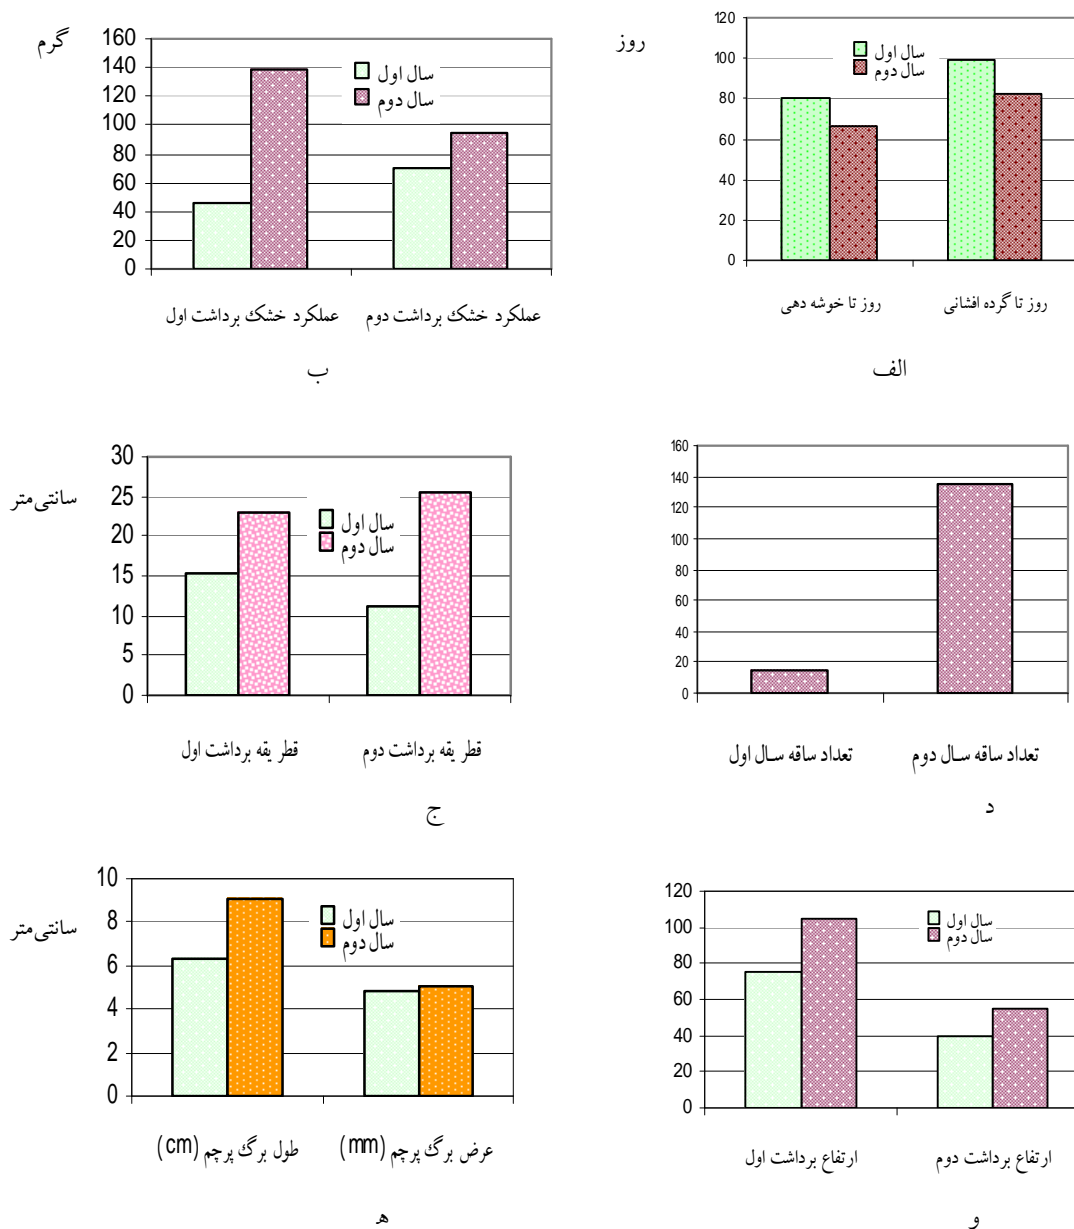 روز
120
100
80
60
40
20
0
سال اول
سال دوم
روز تا خوشه دهی
روز تا گرده افشانی
الف
گرم
160
140
120
100
80
60
40
20
0
سال اول
سال دوم
عملکرد خشک برداشت اول
عملکرد خشک برداشت دوم
ب
160
140
120
100
80
60
40
20
0
تعداد ساقه سال اول
تعداد ساقه سال دوم
د
سانتی‌متر
30
25
20
15
10
5
0
سال اول
سال دوم
قطر یقه برداشت اول
قطر یقه برداشت دوم
ج
120
100
80
60
40
20
0
سال اول
سال دوم
ارتفاع برداشت اول
ارتفاع برداشت دوم
و
سانتی‌متر
10
8
6
4
2
0
سال اول
سال دوم
طول برگ پرچم (cm)
عرض برگ پرچم (mm)
ه